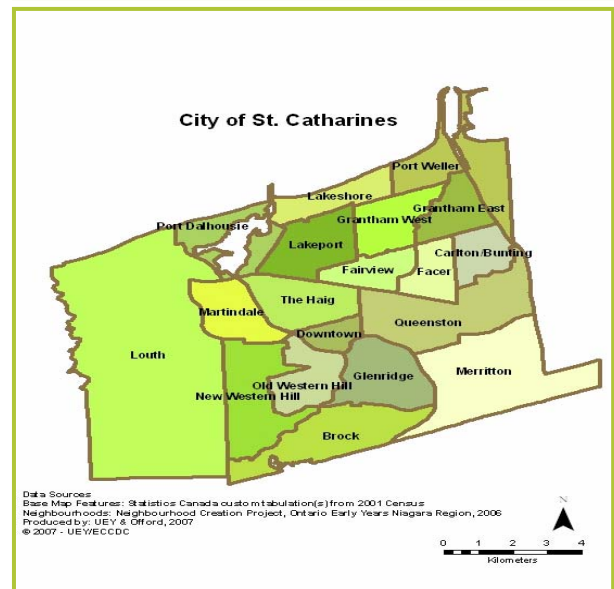 City of St. Catharines
Port Weller
Lakeshore
Grantham East
Port Dalhousie
Grantham West
Lakeport
Carlton/Bunting
Fairview
Facer
The Haig
Martindale
Queenston
Downtown
Louth
Merritton
Glenridge
Old Western Hill
New Western Hill
Brock
Data Sources
Base Map Features: Statistics Canada custom tabulation(s) from 2001 Census
Neighbourhoods: Neighbourhood Creation Project, Ontario Early Years Niagara Region, 2006
Produced by: UEY & Offord, 2007
© 2007 - UEY/ECCDC
N
0 1 2 3 4
Kilometers